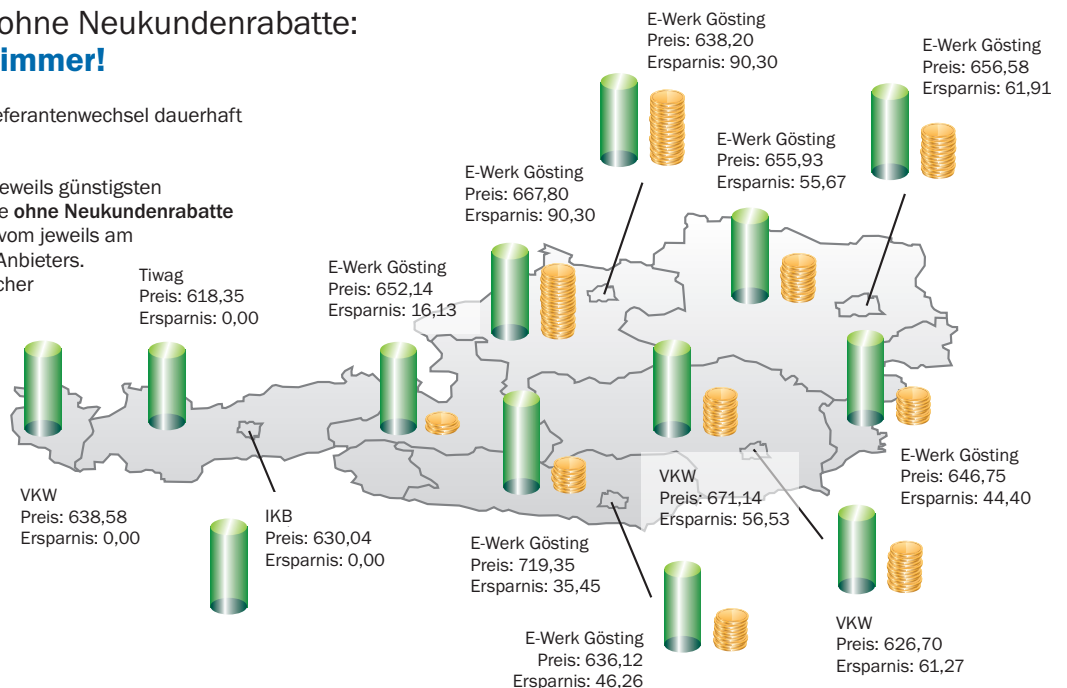 ohne Neukundenrabatte:
immer!
eferantenwechsel dauerhaft
eweils günstigsten
e ohne Neukundenrabatte
vom jeweils am
Anbieters.
cher
E-Werk Gösting
Preis: 638,20
Ersparnis: 90,30
E-Werk Gösting
Preis: 656,58
Ersparnis: 61,91
E-Werk Gösting
Preis: 655,93
Ersparnis: 55,67
E-Werk Gösting
Preis: 667,80
Ersparnis: 90,30
Tiwag
Preis: 618,35
Ersparnis: 0,00
E-Werk Gösting
Preis: 652,14
Ersparnis: 16,13
VKW
Preis: 638,58
Ersparnis: 0,00
IKB
Preis: 630,04
Ersparnis: 0,00
E-Werk Gösting
Preis: 719,35
Ersparnis: 35,45
VKW
Preis: 671,14
Ersparnis: 56,53
E-Werk Gösting
Preis: 646,75
Ersparnis: 44,40
E-Werk Gösting
Preis: 636,12
Ersparnis: 46,26
VKW
Preis: 626,70
Ersparnis: 61,27